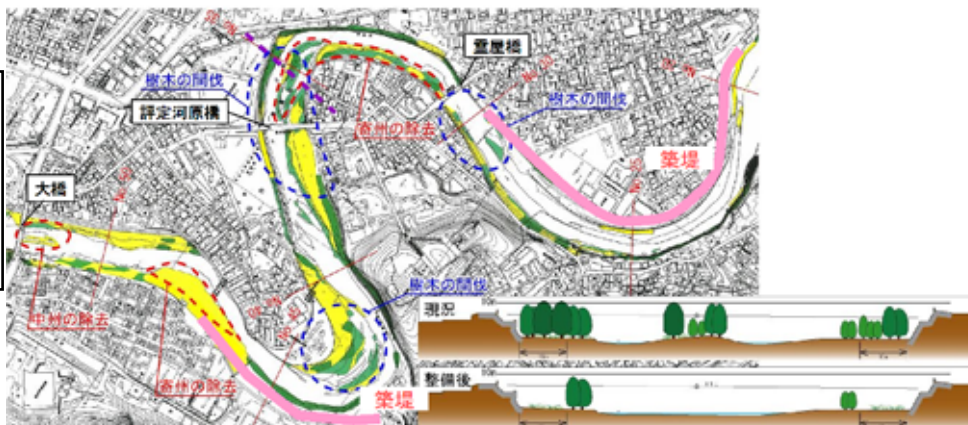 霊屋橋
樹木の間伐
評定河原橋
樹木の間伐
寄州の除去
築堤
大橋
樹木の間伐
中州の除去
現況
寄州の除去
整備後
築堤